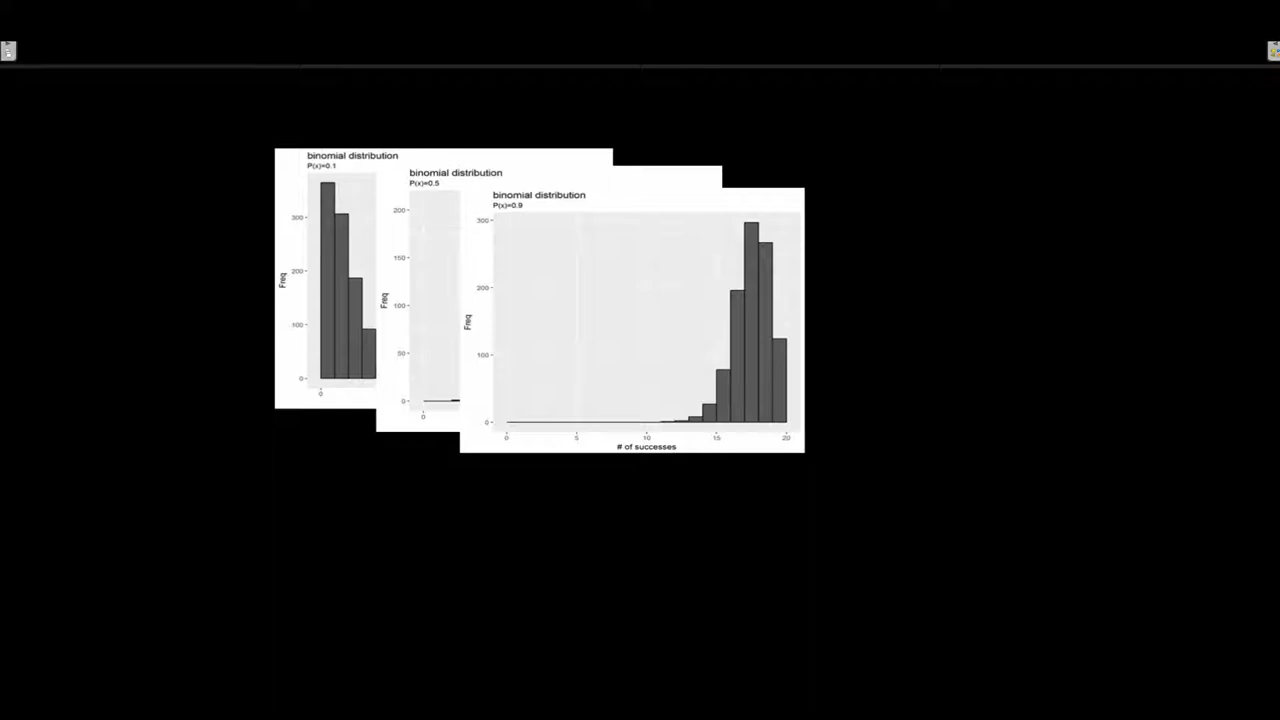 binomial distribution
P(x)=0.1
300
200
100
0
Freq
0
binomial distribution
P(x)=0.5
200
150
100
50
0
Freq
0
binomial distribution
P(x)=0.9
300
200
100
0
Freq
0 5 10 15 20
# of successes